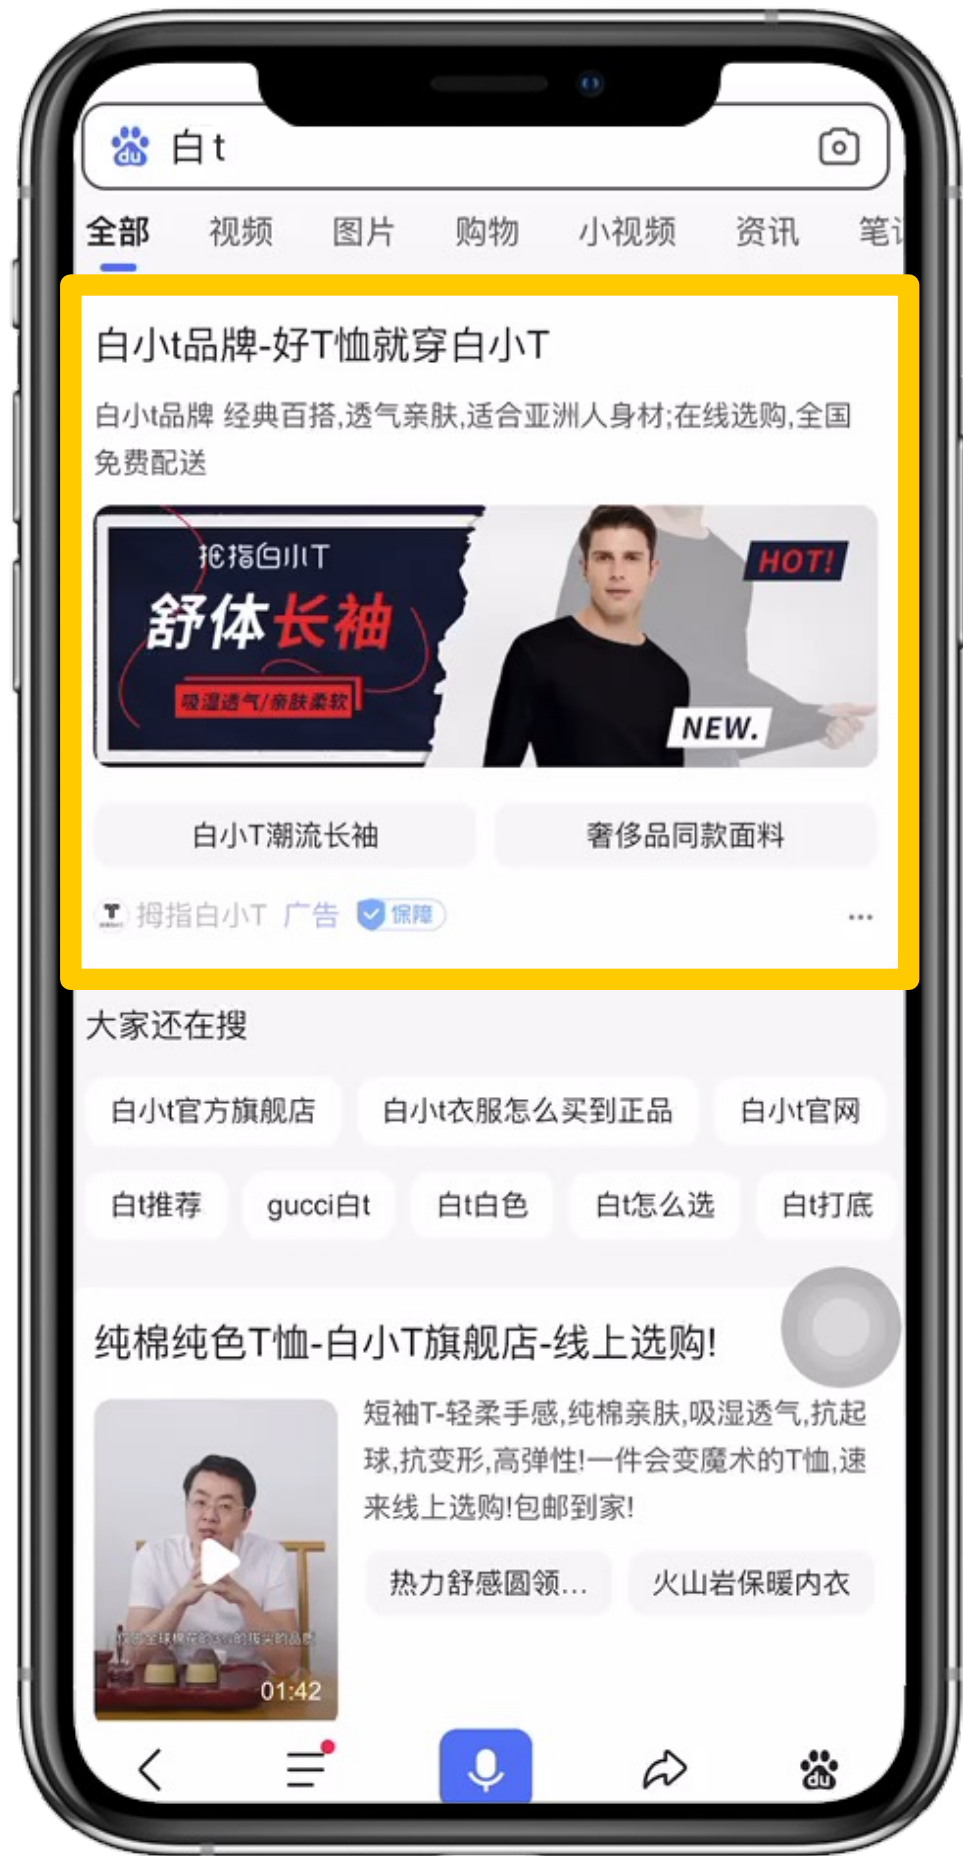 du 白 t
全部 视频 图片 购物 小视频 资讯
白小t品牌-好T恤就穿白小T
白小t品牌 经典百搭,透气亲肤,适合亚洲人身材;在线选购,全国
免费配送
拇指白小T
舒体长袖
吸湿透气/亲肤柔软
HOT!
NEW.
白小T潮流长袖 奢侈品同款面料
拇指白小T 广告 保障
大家还在搜
白小t官方旗舰店 白小t衣服怎么买到正品 白小t官网
白t推荐 gucci白t 白t白色 白t怎么选 白t打底
纯棉纯色T恤-白小T旗舰店-线上选购!
短袖T-轻柔手感,纯棉亲肤,吸湿透气,抗起
球,抗变形,高弹性!一件会变魔术的T恤,速
来线上选购!包邮到家!
热力舒感圆领... 火山岩保暖内衣
01:42
du